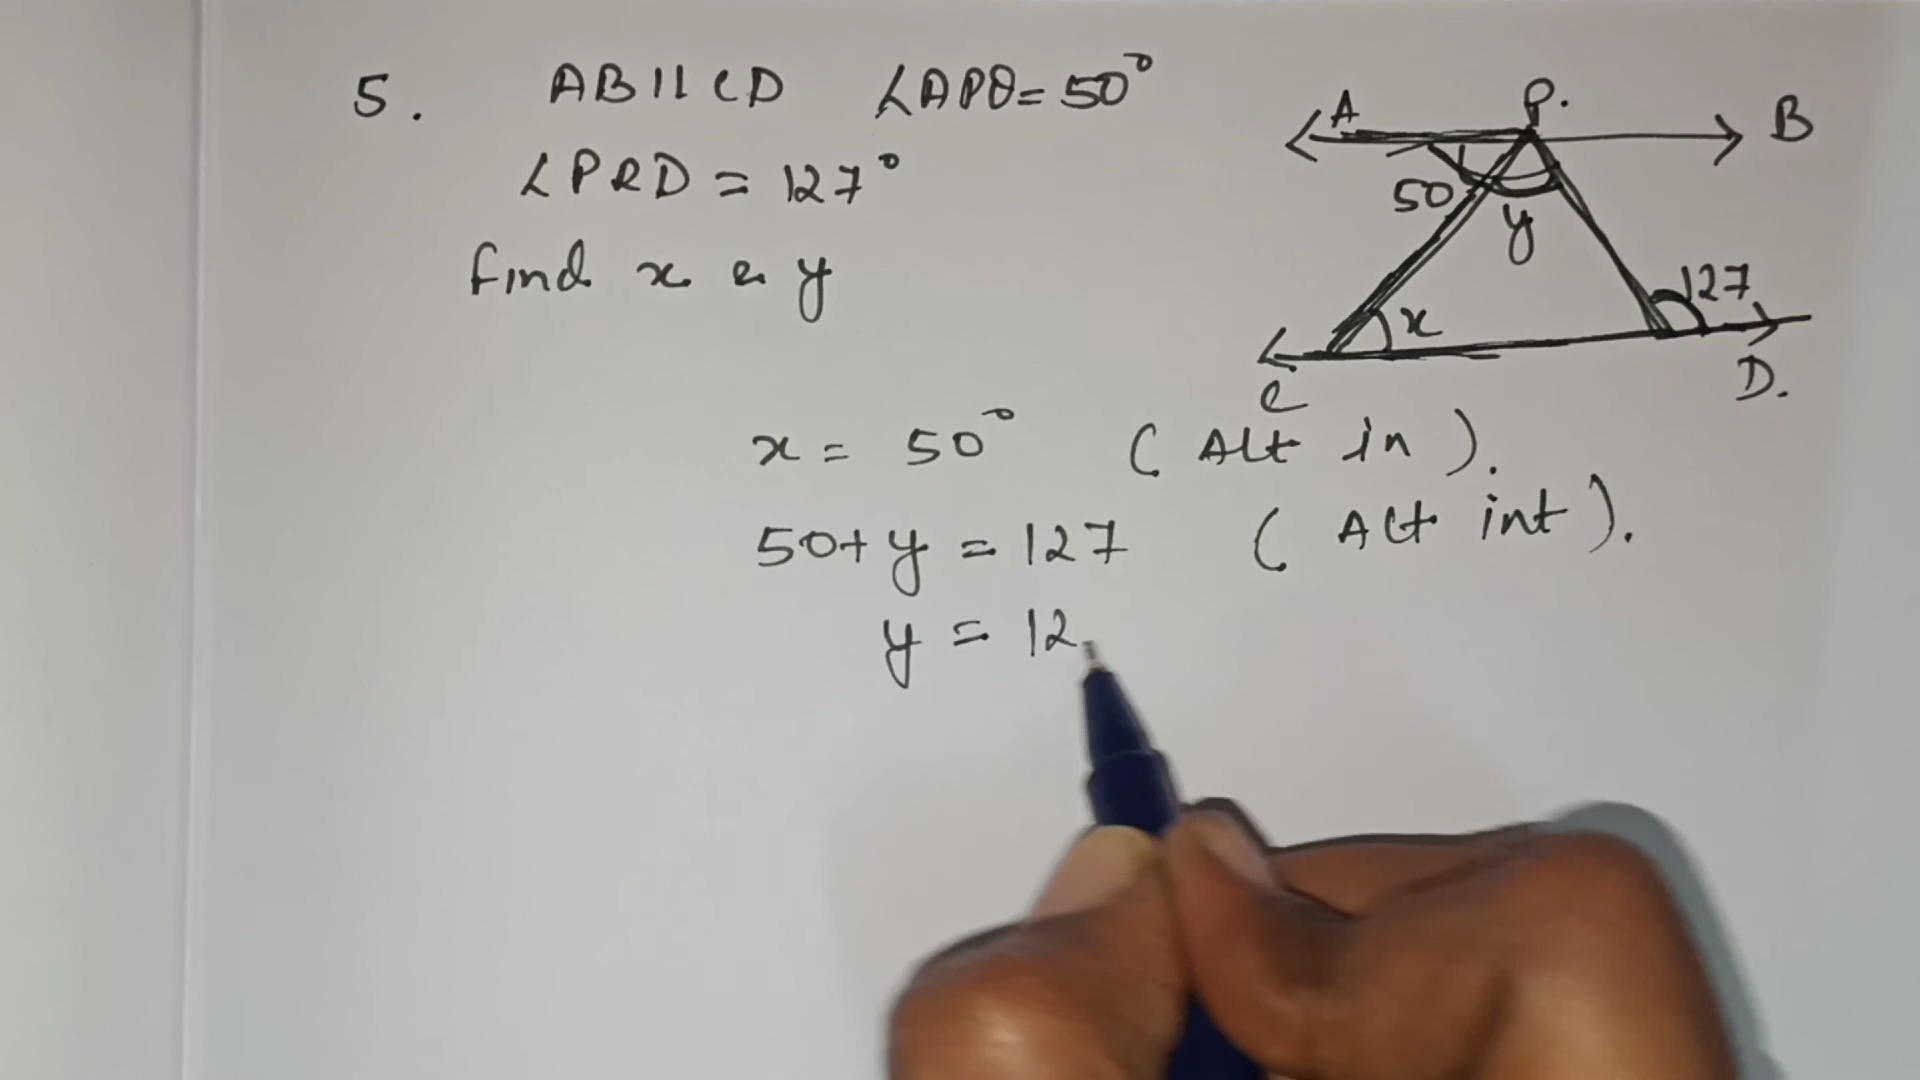 5. AB || CD ∠APQ = 50°
∠PRD = 127°
find x & y
A P. B
50 y
x 127
C D.
x = 50° (Alt in).
50+y = 127 (Alt int).
y = 12